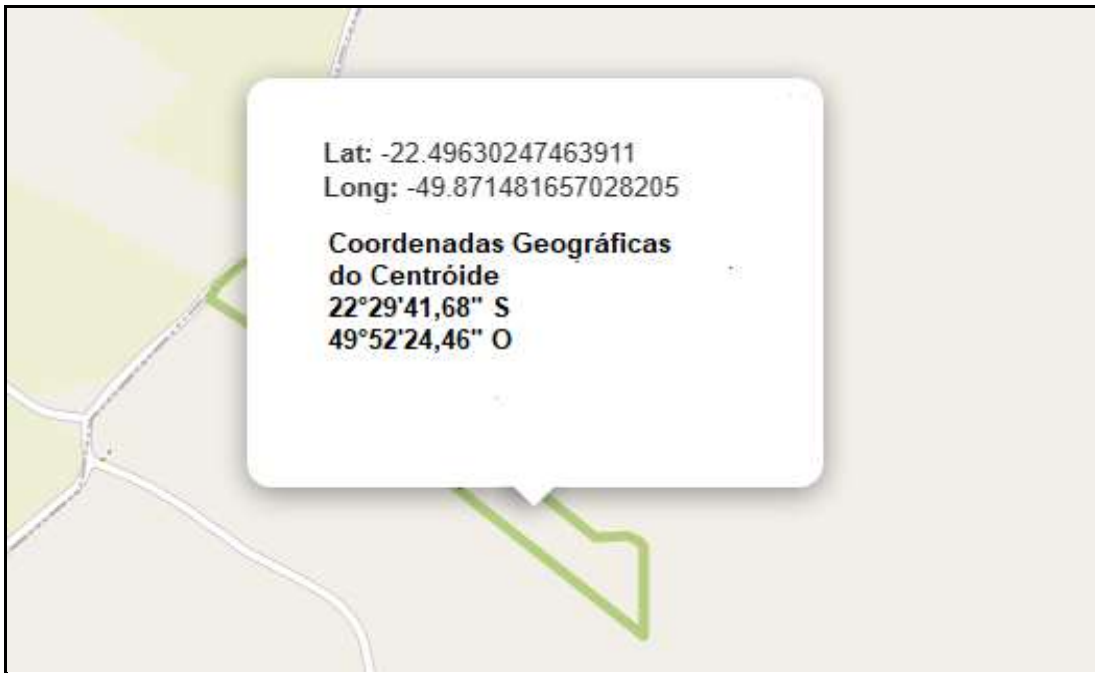 Lat: -22.49630247463911
Long: -49.871481657028205
Coordenadas Geográficas
do Centróide
22°29'41,68" S
49°52'24,46" O